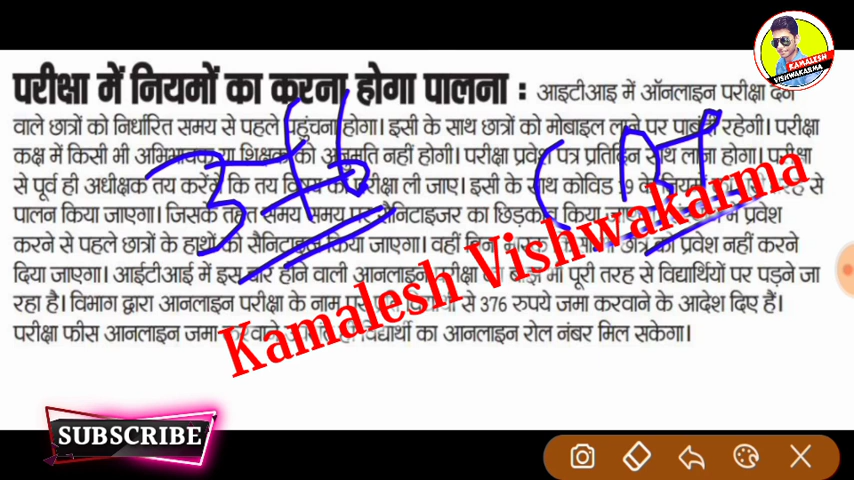 KAMALESH
VISHWAKARMA
परीक्षा में नियमों का करना होगा पालना : आइटीआइ में ऑनलाइन परीक्षा देने
वाले छात्रों को निर्धारित समय से पहले पहुंचना होगा। इसी के साथ छात्रों को मोबाइल लाने पर पाबंदी रहेगी। परीक्षा
कक्ष में किसी भी अभिभावक या शिक्षक को अनुमति नहीं होगी। परीक्षा प्रवेश पत्र प्रतिदिन साथ लाना होगा। परीक्षा
से पूर्व ही अधीक्षक तय करेंगे कि तय की परीक्षा ली जाए। इसी के साथ कोविड 19 के से
पालन किया जाएगा। जिसके तहत समय समय पर सैनिटाइजर का छिड़काव किया में प्रवेश
करने से पहले छात्रों के हाथों को सैनिटाइज किया जाएगा। वहीं बिना छात्र को प्रवेश नहीं करने
दिया जाएगा। आईटीआई में इस बार होने वाली आनलाइन परीक्षा का भी पूरी तरह से विद्यार्थियों पर पड़ने जा
रहा है। विभाग द्वारा आनलाइन परीक्षा के नाम पर से 376 रुपये जमा करवाने के आदेश दिए हैं।
परीक्षा फीस आनलाइन जमा करवाने विद्यार्थी का आनलाइन रोल नंबर मिल सकेगा।
Kamalesh Vishwakarma
SUBSCRIBE